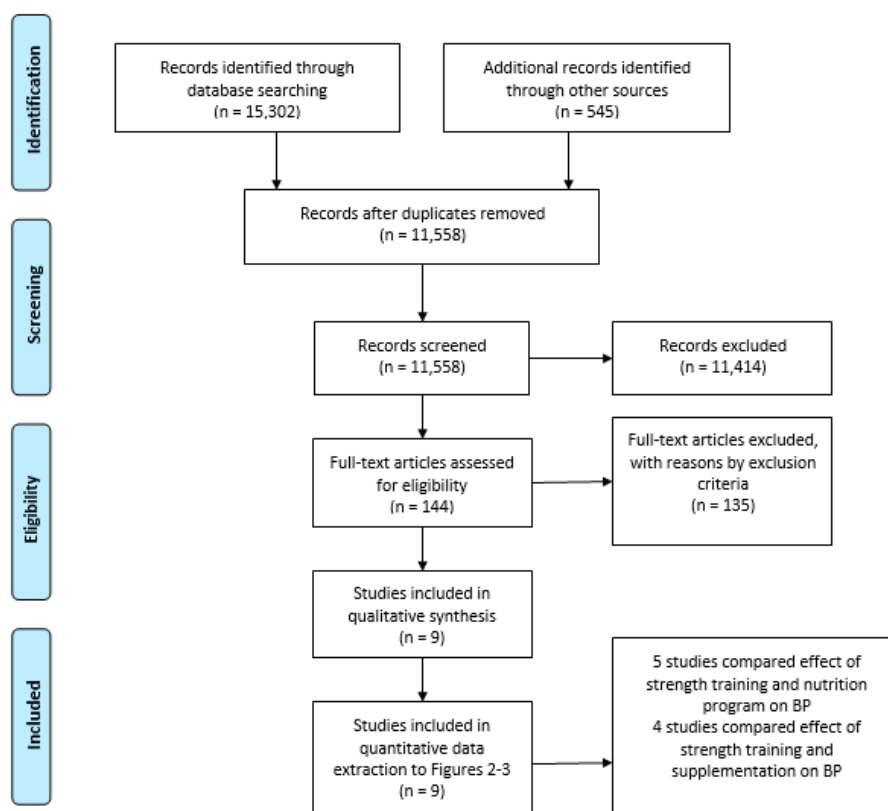 Identification
Records identified through
database searching
(n = 15,302)
Additional records identified
through other sources
(n = 545)
Records after duplicates removed
(n = 11,558)
Screening
Records screened
(n = 11,558)
Records excluded
(n = 11,414)
Eligibility
Full-text articles assessed
for eligibility
(n = 144)
Full-text articles excluded,
with reasons by exclusion
criteria
(n = 135)
Studies included in
qualitative synthesis
(n = 9)
Included
Studies included in
quantitative data
extraction to Figures 2-3
(n = 9)
5 studies compared effect of
strength training and nutrition
program on BP
4 studies compared effect of
strength training and
supplementation on BP